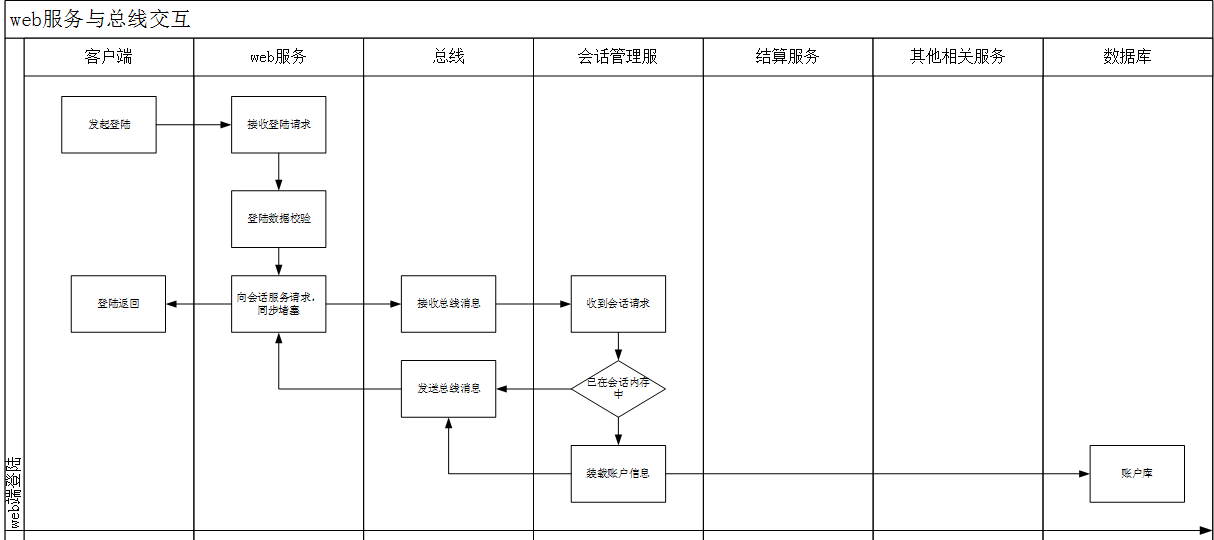 web服务与总线交互
客户端
web服务
总线
会话管理服
结算服务
其他相关服务
数据库
发起登陆
接收登陆请求
登陆数据校验
登陆返回
向会话服务请求，
同步堵塞
接收总线消息
收到会话请求
发送总线消息
已在会话内存
中
装载账户信息
账户库
web端登陆